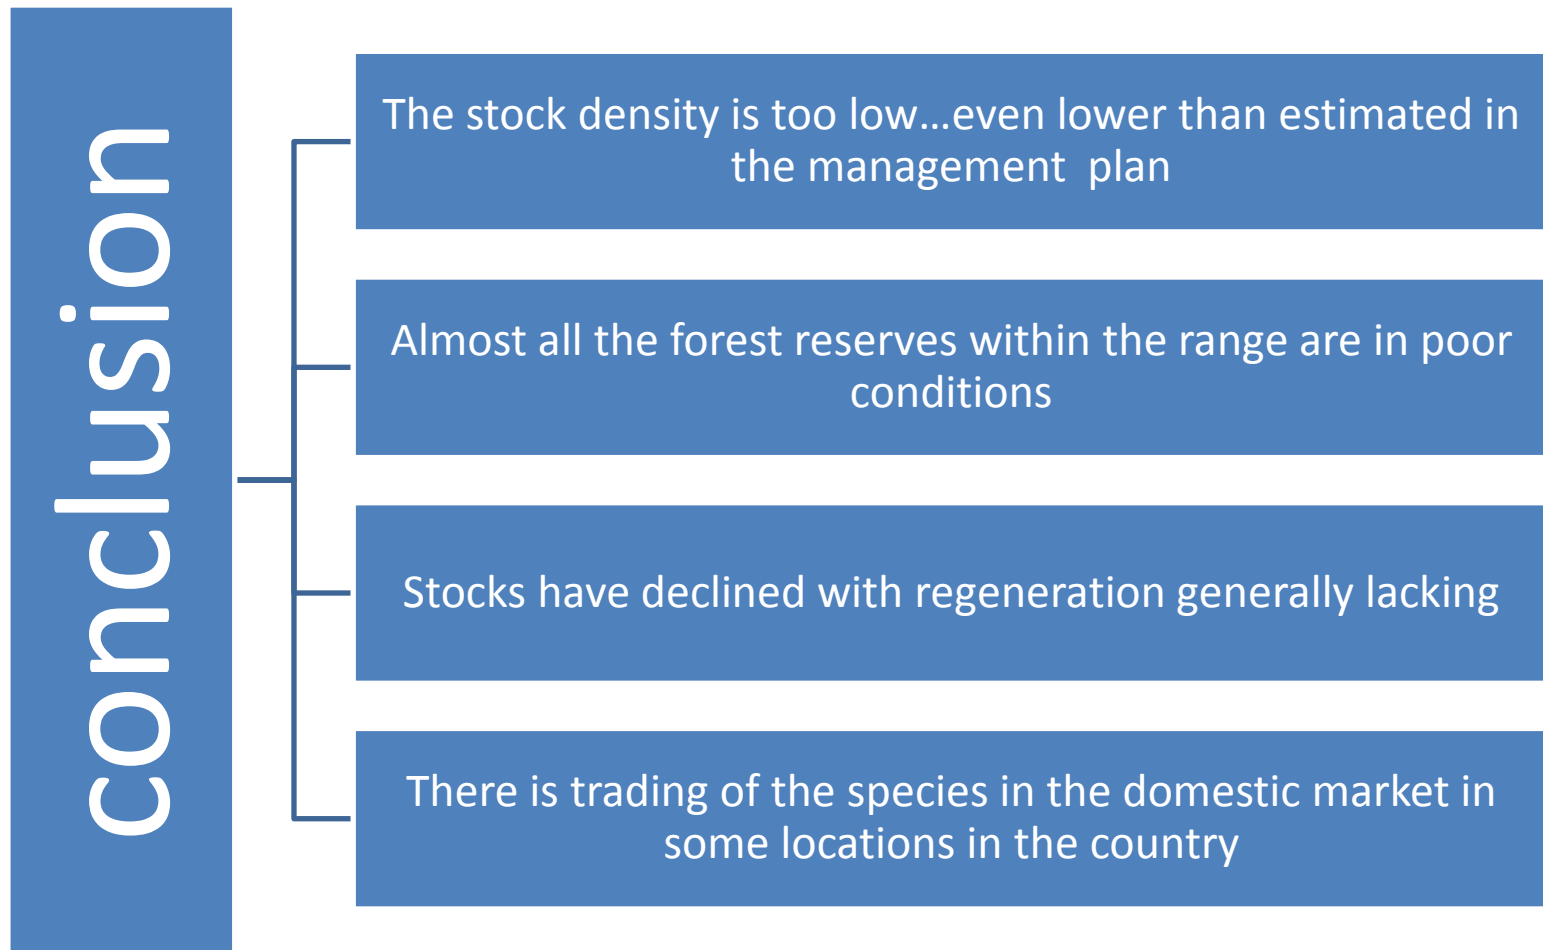 conclusion
The stock density is too low...even lower than estimated in
the management  plan
Almost all the forest reserves within the range are in poor
conditions
Stocks have declined with regeneration generally lacking
There is trading of the species in the domestic market in
some locations in the country